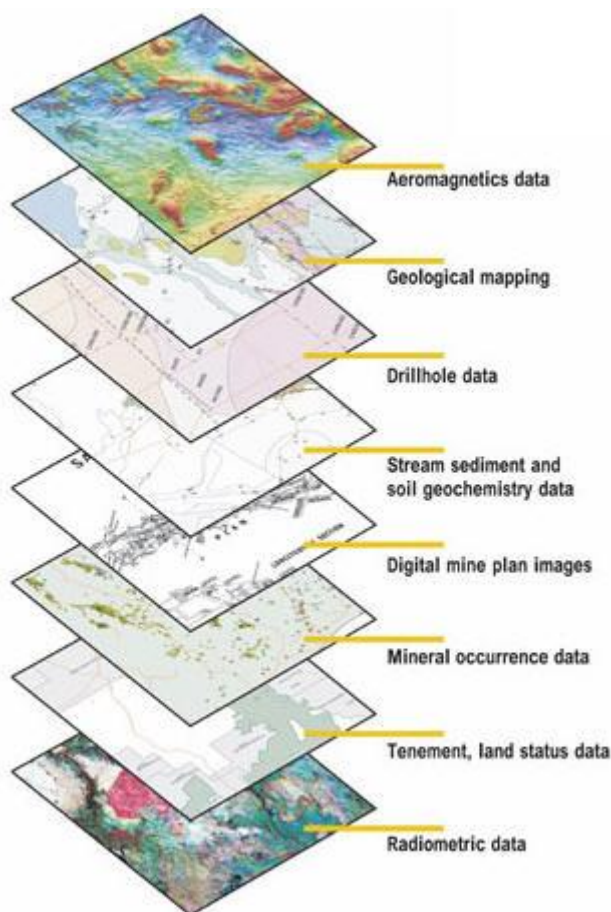 Aeromagnetics data
Geological mapping
Drillhole data
Stream sediment and
soil geochemistry data
Digital mine plan images
Mineral occurrence data
Tenement, land status data
Radiometric data